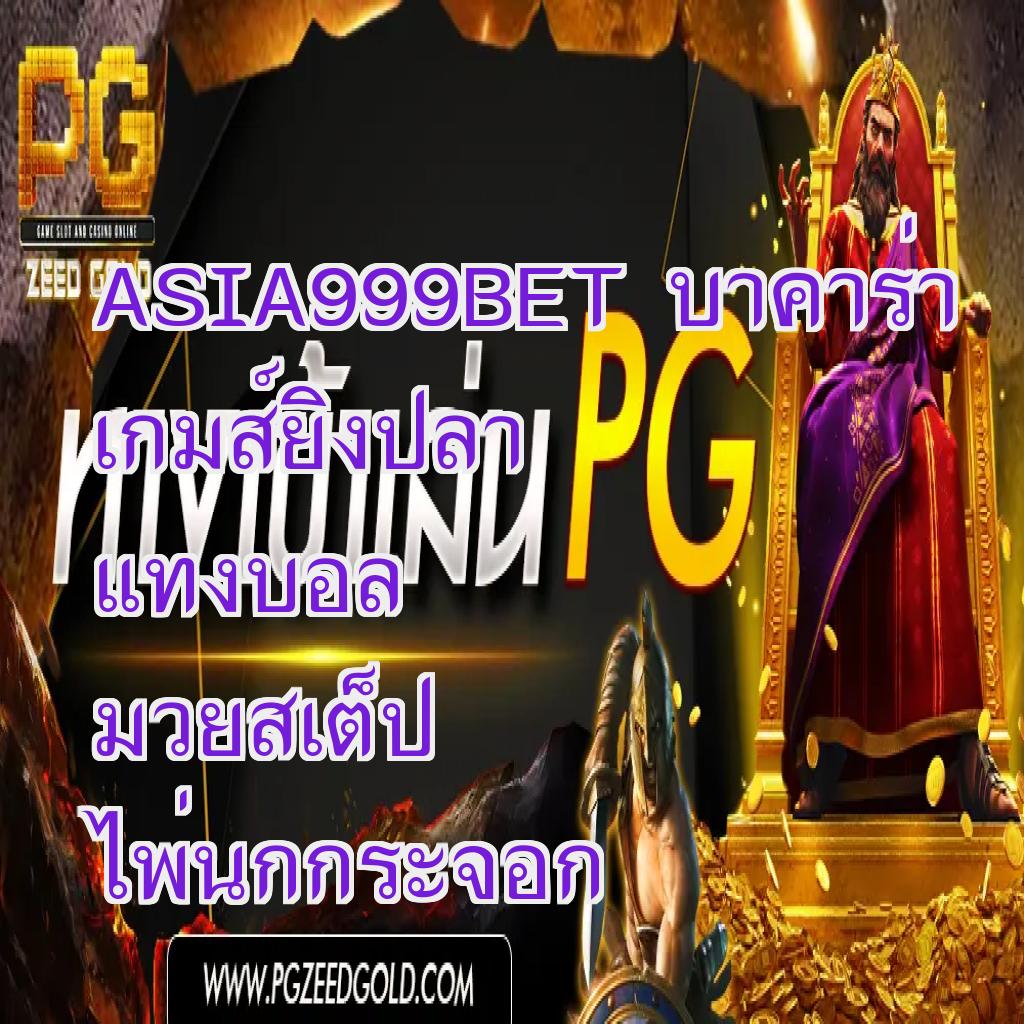 PG
GAME SLOT AND CASINO ONLINE
ZEED GOLD
ASIA999BET บาคาร่า
เกมส์ยิงปลา
PG
แทงบอล
มวยสเต็ป
ไพ่นกกระจอก
WWW.PGZEEDGOLD.COM